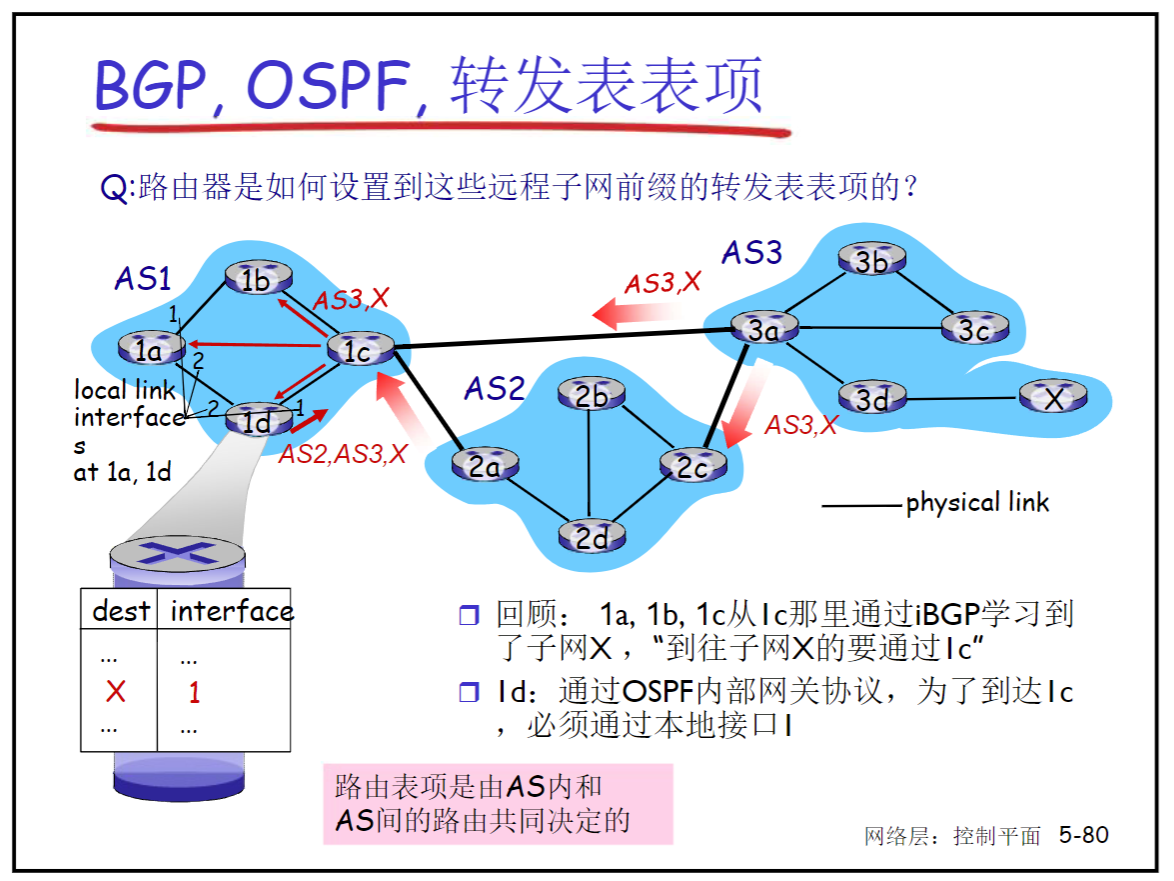 BGP, OSPF, 转发表表项
Q:路由器是如何设置到这些远程子网前缀的转发表表项的?
AS1
1b
AS3,X
1
1a
1c
2
local link
interface
s
at 1a, 1d
2
1
1d
AS2,AS3,X
AS3,X
AS3
3b
3a
3c
3d
X
AS2
2b
2a
2c
2d
AS3,X
physical link
dest interface
... ...
X 1
... ...
回顾： 1a, 1b, 1c从1c那里通过iBGP学习到
了子网X，“到往子网X的要通过1c”
1d：通过OSPF内部网关协议，为了到达1c
，必须通过本地接口1
路由表项是由AS内和
AS间的路由共同决定的
网络层：控制平面 5-80